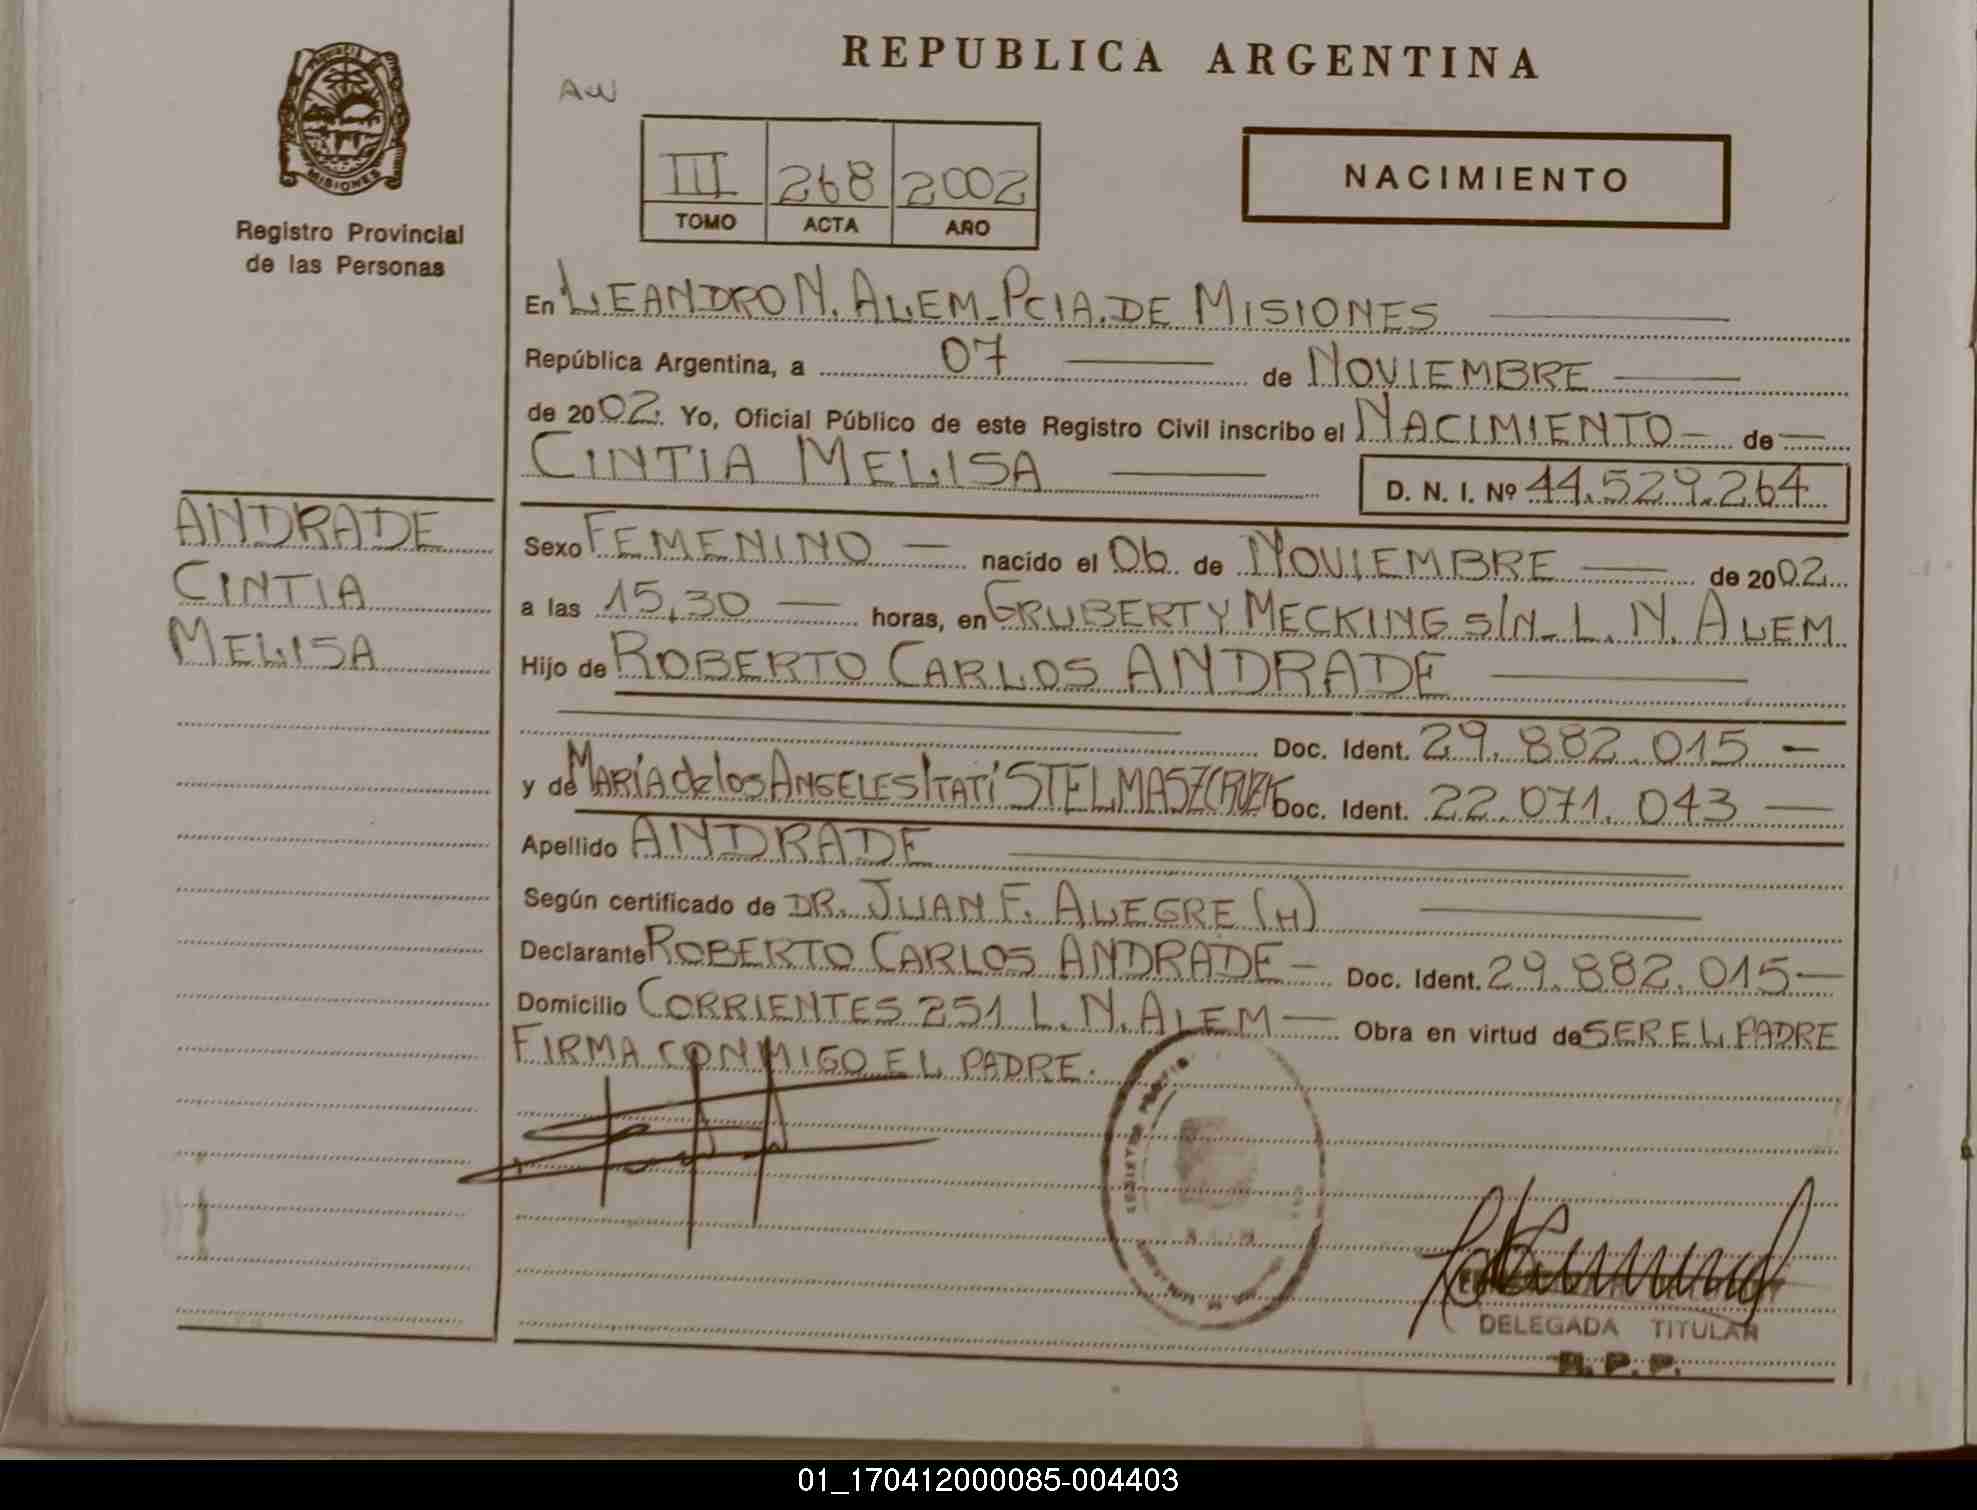 REPUBLICA ARGENTINA
AW
MISIONES
Registro Provincial
de las Personas
III 268 2002
TOMO ACTA AÑO
NACIMIENTO
En LEANDRO N. ALEM - PCIA. DE MISIONES
República Argentina, a 07 de NOVIEMBRE
de 2002. Yo, Oficial Público de este Registro Civil inscribo el NACIMIENTO de
CINTIA MELISA
D. N. I. Nº 44.529.264
ANDRADE
CINTIA
MELISA
Sexo FEMENINO nacido el 06 de NOVIEMBRE de 2002
a las 15,30 horas, en GRUBERT Y MECKING S/N - L. N. ALEM
Hijo de ROBERTO CARLOS ANDRADE
Doc. Ident. 29.882.015
y de MARÍA de los ANGELES ITATÍ Doc. Ident. 22.071.043
Apellido ANDRADE
Según certificado de DR. JUAN F. ALEGRE (H)
Declarante ROBERTO CARLOS ANDRADE - Doc. Ident. 29.882.015
Domicilio CORRIENTES 251 L. N. ALEM Obra en virtud de SER EL PADRE
FIRMA CONMIGO EL PADRE.
DELEGADA TITULAR
R. P. P.
01_170412000085-004403